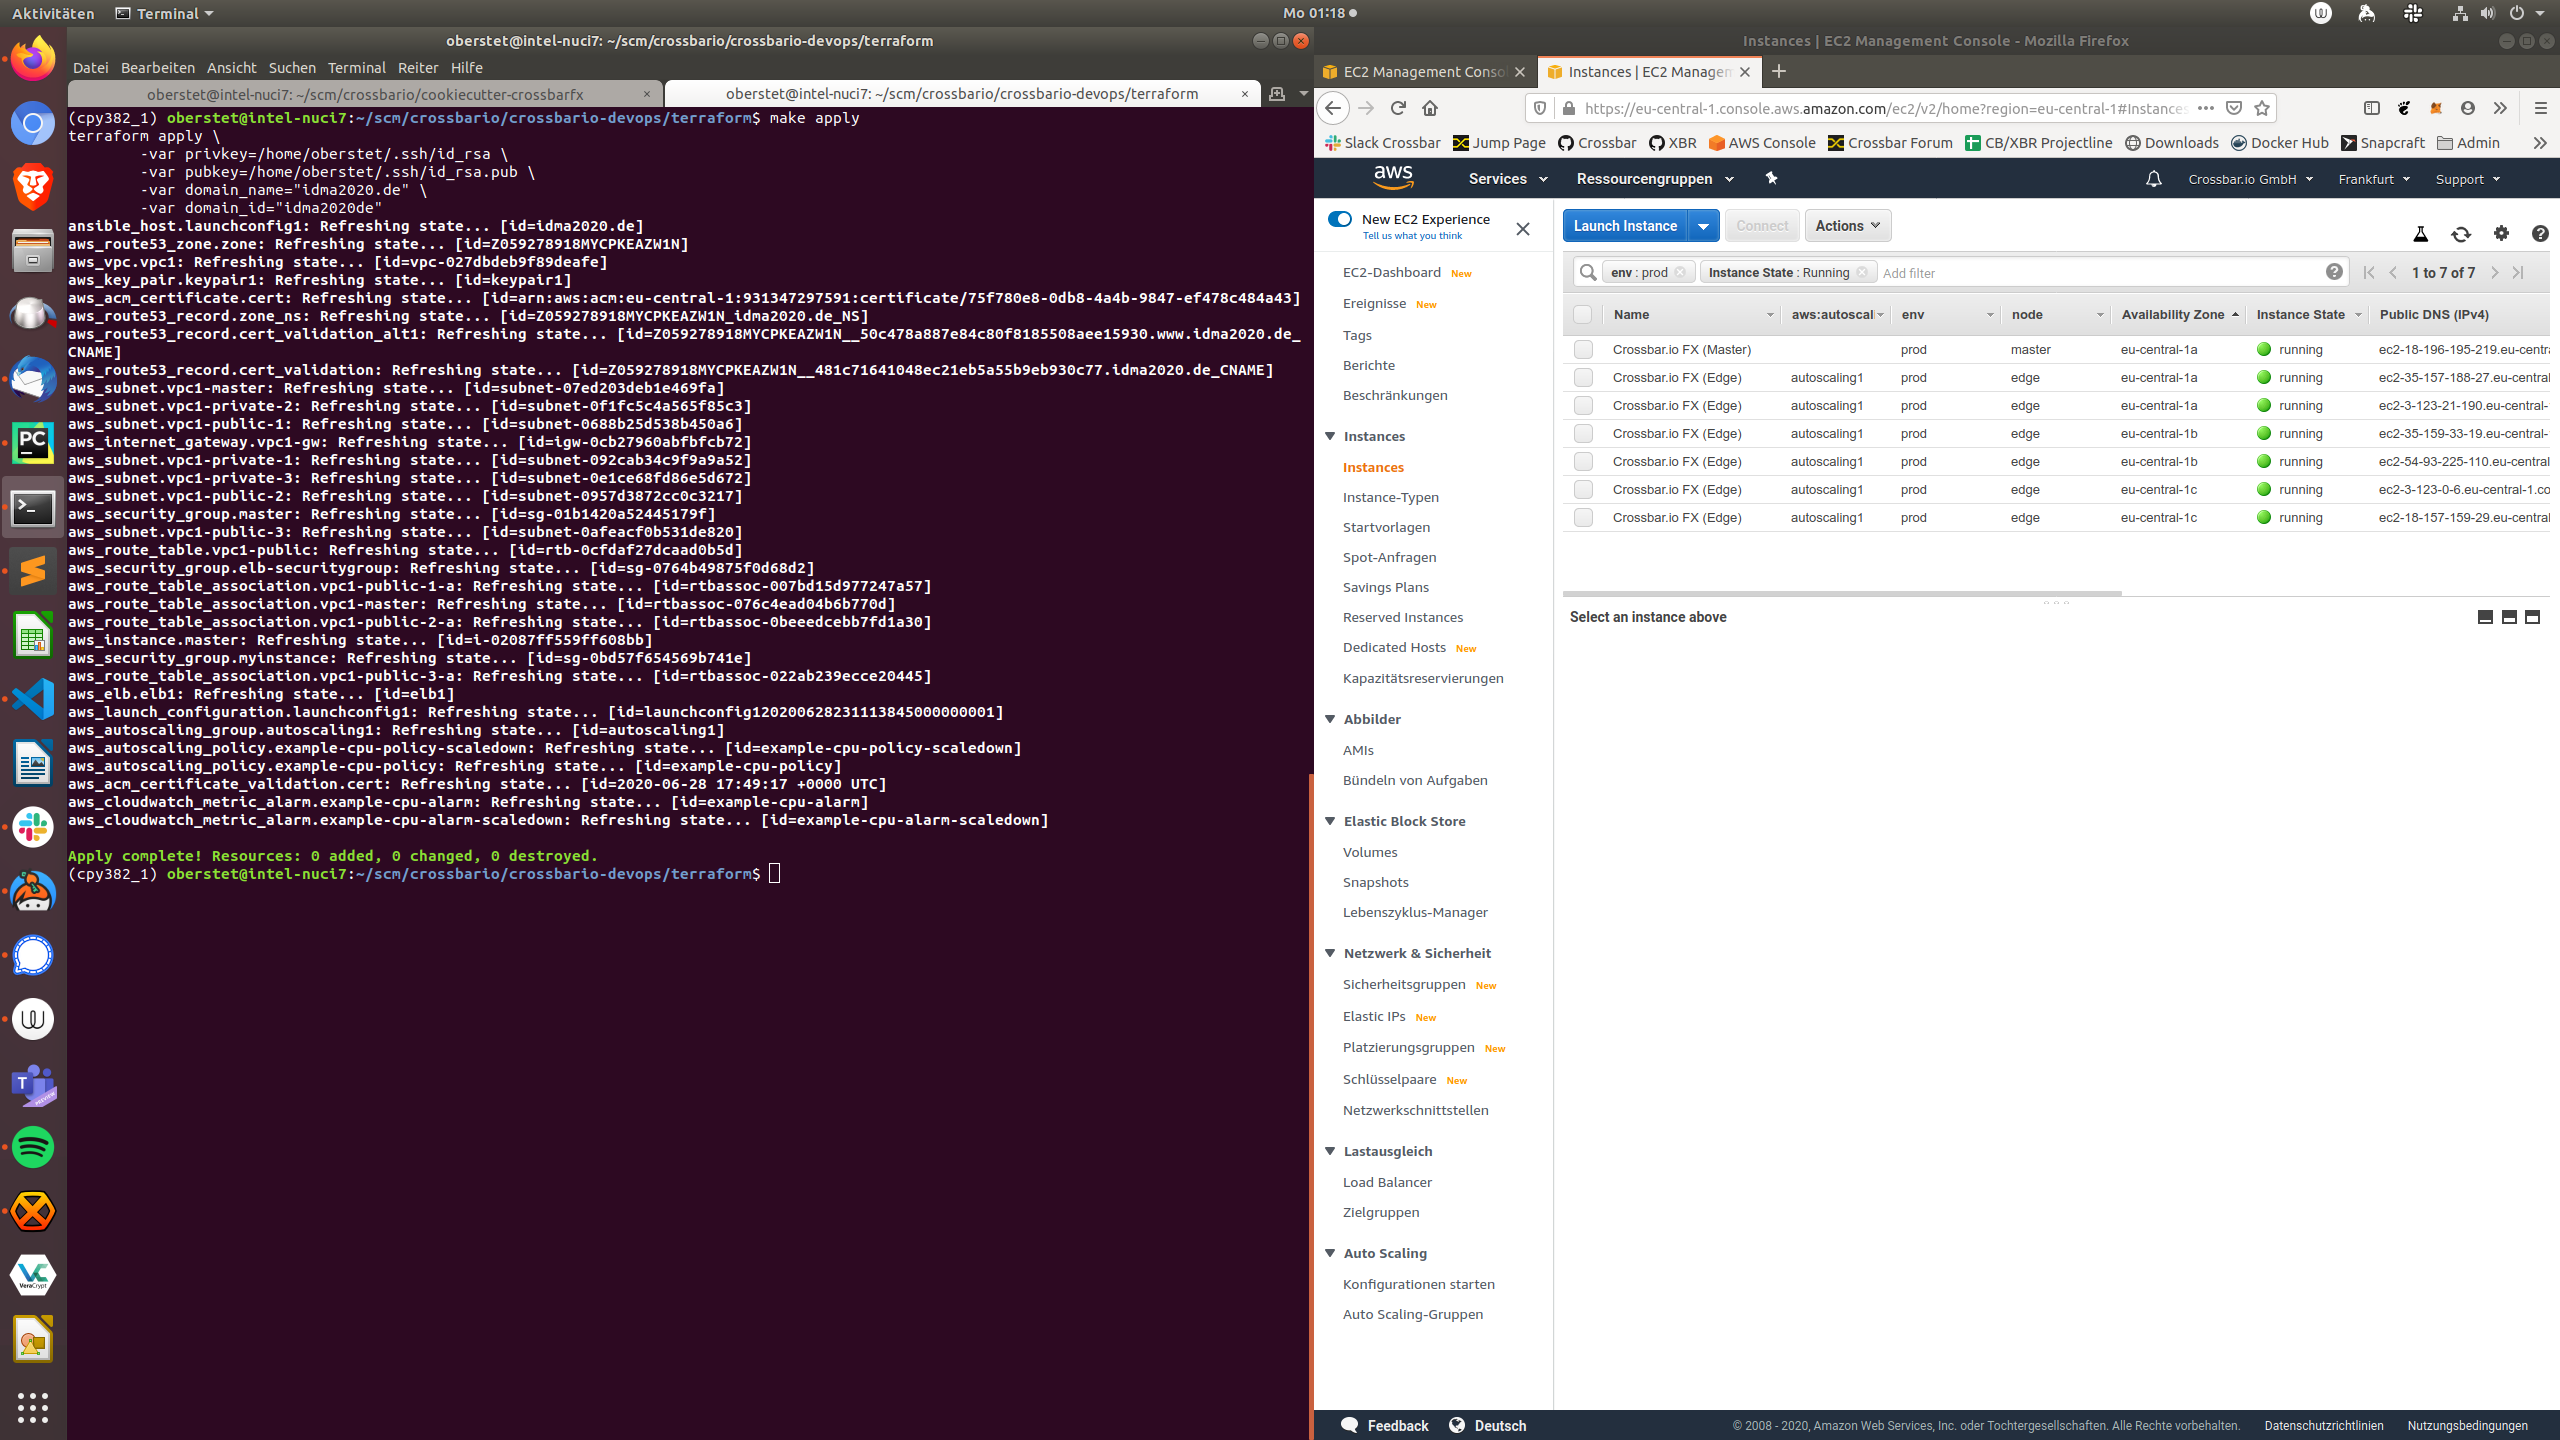 Aktivitäten
Terminal
Mo 01:18
oberstet@intel-nuci7: ~/scm/crossbario/crossbario-devops/terraform
Datei Bearbeiten Ansicht Suchen Terminal Reiter Hilfe
oberstet@intel-nuci7: ~/scm/crossbario/cookiecutter-crossbarfx
oberstet@intel-nuci7: ~/scm/crossbario/crossbario-devops/terraform
(cpy382_1) oberstet@intel-nuci7:~/scm/crossbario/crossbario-devops/terraform$ make apply
terraform apply \
-var privkey=/home/oberstet/.ssh/id_rsa \
-var pubkey=/home/oberstet/.ssh/id_rsa.pub \
-var domain_name="idma2020.de" \
-var domain_id="idma2020de"
ansible_host.launchconfig1: Refreshing state... [id=idma2020.de]
aws_route53_zone.zone: Refreshing state... [id=Z059278918MYCPKEAZW1N]
aws_vpc.vpc1: Refreshing state... [id=vpc-027dbdeb9f89deafe]
aws_key_pair.keypair1: Refreshing state... [id=keypair1]
aws_acm_certificate.cert: Refreshing state... [id=arn:aws:acm:eu-central-1:931347297591:certificate/75f780e8-0db8-4a4b-9847-ef478c484a43]
aws_route53_record.zone_ns: Refreshing state... [id=Z059278918MYCPKEAZW1N_idma2020.de_NS]
aws_route53_record.cert_validation_alt1: Refreshing state... [id=Z059278918MYCPKEAZW1N__50c478a887e84c80f8185508aee15930.www.idma2020.de_
CNAME]
aws_route53_record.cert_validation: Refreshing state... [id=Z059278918MYCPKEAZW1N__481c71641048ec21eb5a55b9eb930c77.idma2020.de_CNAME]
aws_subnet.vpc1-master: Refreshing state... [id=subnet-07ed203deb1e469fa]
aws_subnet.vpc1-private-2: Refreshing state... [id=subnet-0f1fc5c4a565f85c3]
aws_subnet.vpc1-public-1: Refreshing state... [id=subnet-0688b25d538b450a6]
aws_internet_gateway.vpc1-gw: Refreshing state... [id=igw-0cb27960abfbfcb72]
aws_subnet.vpc1-private-1: Refreshing state... [id=subnet-092cab34c9f9a9a52]
aws_subnet.vpc1-private-3: Refreshing state... [id=subnet-0e1ce68fd86e5d672]
aws_subnet.vpc1-public-2: Refreshing state... [id=subnet-0957d3872cc0c3217]
aws_security_group.master: Refreshing state... [id=sg-01b1420a52445179f]
aws_subnet.vpc1-public-3: Refreshing state... [id=subnet-0afeacf0b531de820]
aws_route_table.vpc1-public: Refreshing state... [id=rtb-0cfdaf27dcaad0b5d]
aws_security_group.elb-securitygroup: Refreshing state... [id=sg-0764b49875f0d68d2]
aws_route_table_association.vpc1-public-1-a: Refreshing state... [id=rtbassoc-007bd15d977247a57]
aws_route_table_association.vpc1-master: Refreshing state... [id=rtbassoc-076c4ead04b6b770d]
aws_route_table_association.vpc1-public-2-a: Refreshing state... [id=rtbassoc-0beeedcebb7fd1a30]
aws_instance.master: Refreshing state... [id=i-02087ff559ff608bb]
aws_security_group.myinstance: Refreshing state... [id=sg-0bd57f654569b741e]
aws_route_table_association.vpc1-public-3-a: Refreshing state... [id=rtbassoc-022ab239ecce20445]
aws_elb.elb1: Refreshing state... [id=elb1]
aws_launch_configuration.launchconfig1: Refreshing state... [id=launchconfig120200628231113845000000001]
aws_autoscaling_group.autoscaling1: Refreshing state... [id=autoscaling1]
aws_autoscaling_policy.example-cpu-policy-scaledown: Refreshing state... [id=example-cpu-policy-scaledown]
aws_autoscaling_policy.example-cpu-policy: Refreshing state... [id=example-cpu-policy]
aws_acm_certificate_validation.cert: Refreshing state... [id=2020-06-28 17:49:17 +0000 UTC]
aws_cloudwatch_metric_alarm.example-cpu-alarm: Refreshing state... [id=example-cpu-alarm]
aws_cloudwatch_metric_alarm.example-cpu-alarm-scaledown: Refreshing state... [id=example-cpu-alarm-scaledown]
Apply complete! Resources: 0 added, 0 changed, 0 destroyed.
(cpy382_1) oberstet@intel-nuci7:~/scm/crossbario/crossbario-devops/terraform$
Instances | EC2 Management Console - Mozilla Firefox
EC2 Management Conso
Instances | EC2 Managem
https://eu-central-1.console.aws.amazon.com/ec2/v2/home?region=eu-central-1#Instances
Slack Crossbar Jump Page Crossbar XBR AWS Console Crossbar Forum CB/XBR Projectline Downloads Docker Hub Snapcraft Admin
aws Services Ressourcengruppen Crossbar.io GmbH Frankfurt Support
New EC2 Experience
Tell us what you think
EC2-Dashboard New
Ereignisse New
Tags
Berichte
Beschränkungen
Instances
Instances
Instance-Typen
Startvorlagen
Spot-Anfragen
Savings Plans
Reserved Instances
Dedicated Hosts New
Kapazitätsreservierungen
Abbilder
AMIs
Bündeln von Aufgaben
Elastic Block Store
Volumes
Snapshots
Lebenszyklus-Manager
Netzwerk & Sicherheit
Sicherheitsgruppen New
Elastic IPs New
Platzierungsgruppen New
Schlüsselpaare New
Netzwerkschnittstellen
Lastausgleich
Load Balancer
Zielgruppen
Auto Scaling
Konfigurationen starten
Auto Scaling-Gruppen
Launch Instance Connect Actions
env : prod Instance State : Running Add filter 1 to 7 of 7
Name aws:autoscal env node Availability Zone Instance State Public DNS (IPv4)
Crossbar.io FX (Master) prod master eu-central-1a running ec2-18-196-195-219.eu-centra
Crossbar.io FX (Edge) autoscaling1 prod edge eu-central-1a running ec2-35-157-188-27.eu-central
Crossbar.io FX (Edge) autoscaling1 prod edge eu-central-1a running ec2-3-123-21-190.eu-central-
Crossbar.io FX (Edge) autoscaling1 prod edge eu-central-1b running ec2-35-159-33-19.eu-central-
Crossbar.io FX (Edge) autoscaling1 prod edge eu-central-1b running ec2-54-93-225-110.eu-central
Crossbar.io FX (Edge) autoscaling1 prod edge eu-central-1c running ec2-3-123-0-6.eu-central-1.co
Crossbar.io FX (Edge) autoscaling1 prod edge eu-central-1c running ec2-18-157-159-29.eu-central
Select an instance above
Feedback Deutsch
© 2008 - 2020, Amazon Web Services, Inc. oder Tochtergesellschaften. Alle Rechte vorbehalten. Datenschutzrichtlinien Nutzungsbedingungen
PC
T
PREVIEW
VC
VeraCrypt